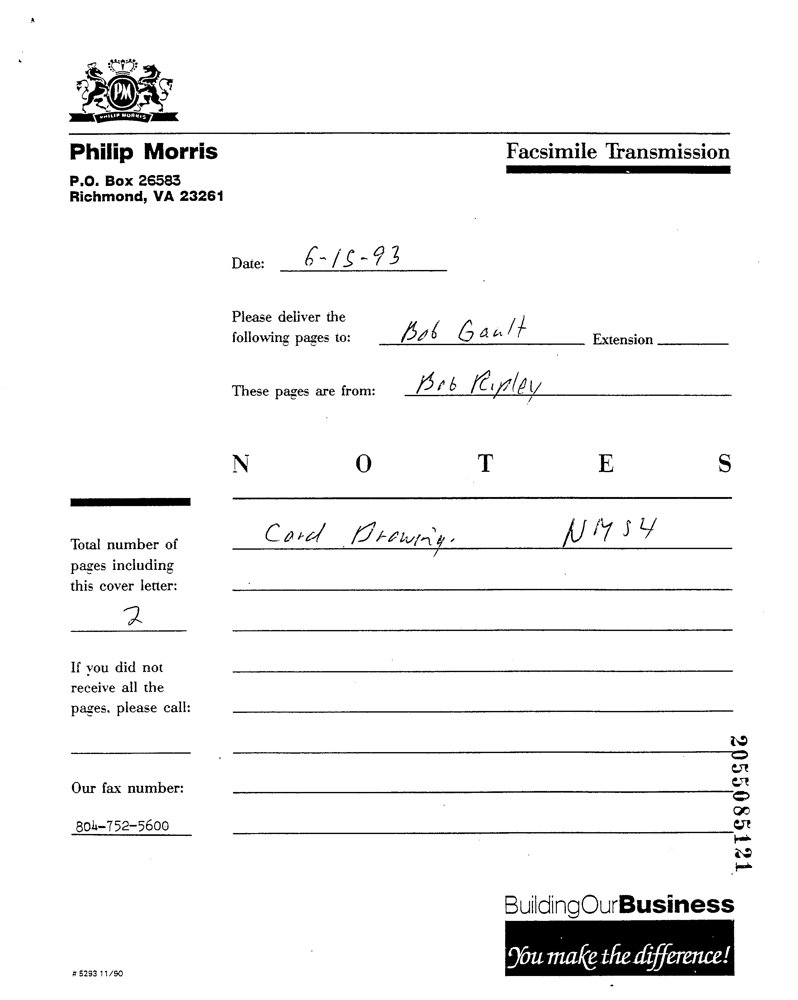 PM
PHILIP MORRIS
Philip Morris
Facsimile Transmission
P.O. Box 26583
Richmond, VA 23261
Date: 6-15-93
Please deliver the
following pages to: Bob Gault Extension
These pages are from: Bob Ripley
N O T E S
Card Drawing. NMS4
Total number of
pages including
this cover letter:
2
If you did not
receive all the
pages, please call:
Our fax number:
804-752-5600
2055085121
BuildingOurBusiness
You make the difference!
# 5293 11/90